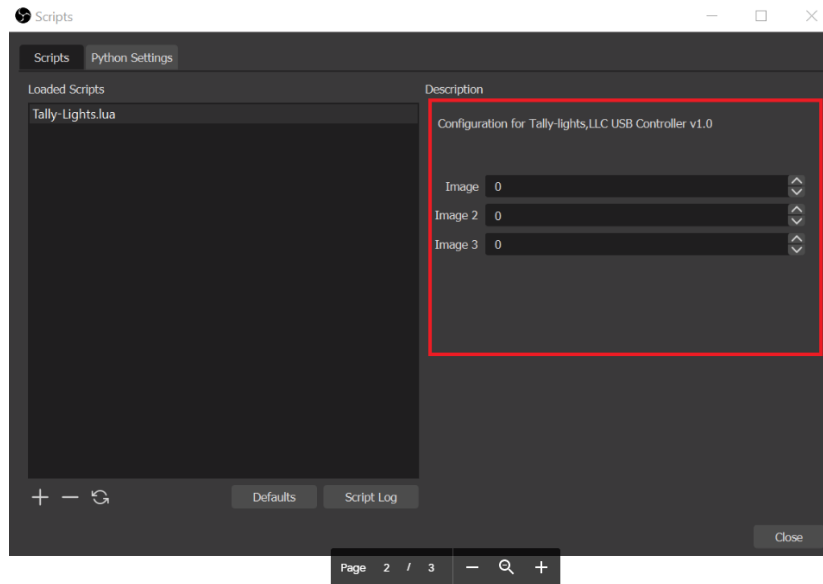 Scripts
Scripts Python Settings
Loaded Scripts
Tally-Lights.lua
Description
Configuration for Tally-lights,LLC USB Controller v1.0
Image 0
Image 2 0
Image 3 0
Defaults Script Log
Close
Page 2 / 3